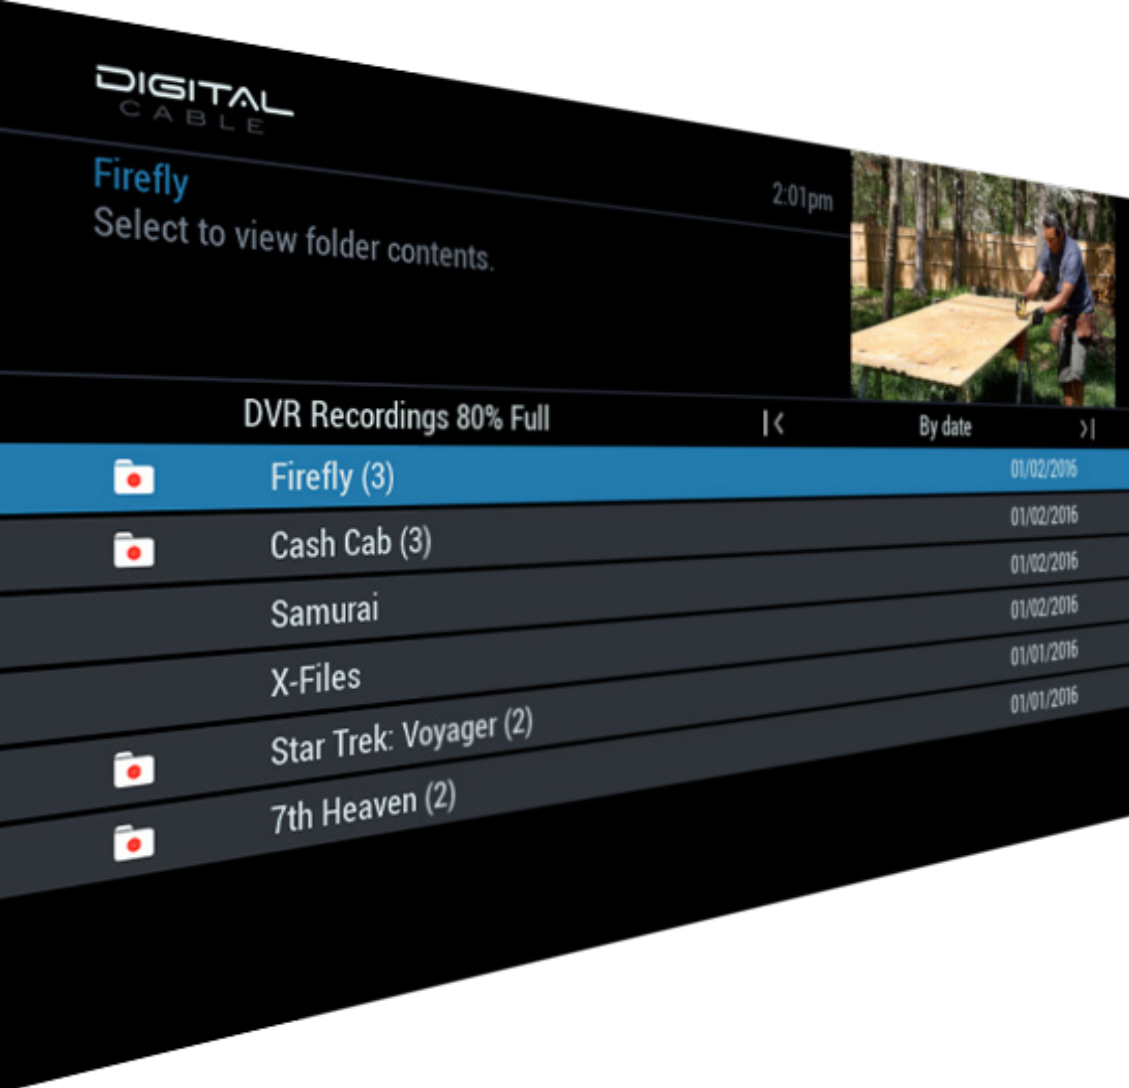 DIGITAL
CABLE
Firefly
2:01pm
Select to view folder contents.
DVR Recordings 80% Full |< By date >|
Firefly (3) 01/02/2016
Cash Cab (3) 01/02/2016
Samurai 01/02/2016
X-Files 01/02/2016
Star Trek: Voyager (2) 01/01/2016
7th Heaven (2) 01/01/2016